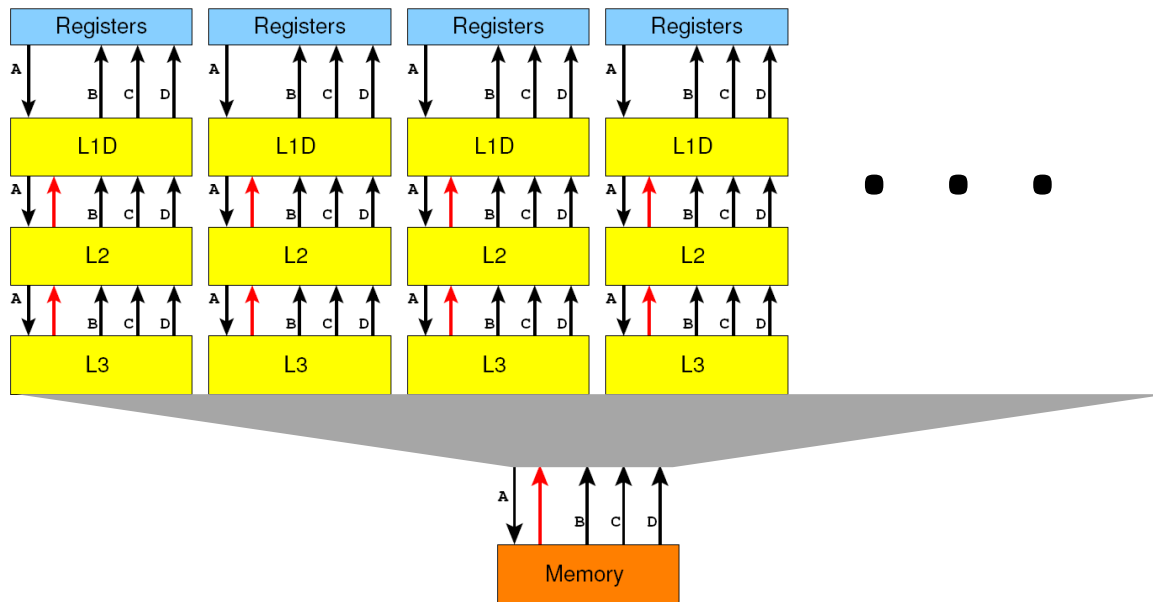 Registers Registers Registers Registers
A B C D A B C D A B C D A B C D
L1D L1D L1D L1D
A B C D A B C D A B C D A B C D
L2 L2 L2 L2
A B C D A B C D A B C D A B C D
L3 L3 L3 L3
A B C D
Memory